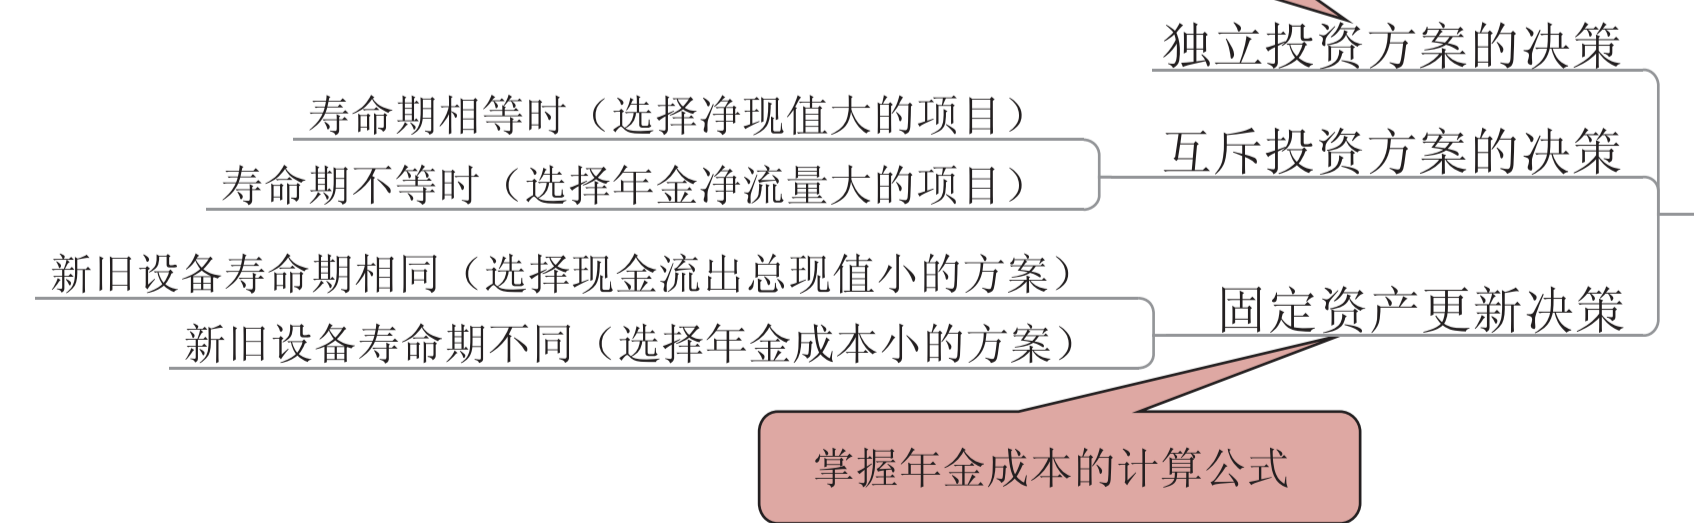 独立投资方案的决策
寿命期相等时（选择净现值大的项目）
互斥投资方案的决策
寿命期不等时（选择年金净流量大的项目）
新旧设备寿命期相同（选择现金流出总现值小的方案）
固定资产更新决策
新旧设备寿命期不同（选择年金成本小的方案）
掌握年金成本的计算公式